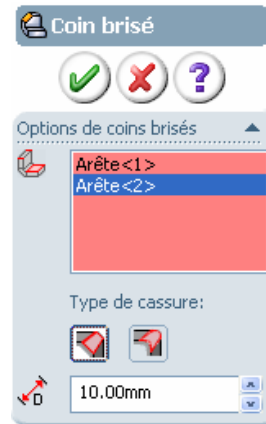 Coin brisé
?
Options de coins brisés
Arête<1>
Arête<2>
Type de cassure:
D
10.00mm